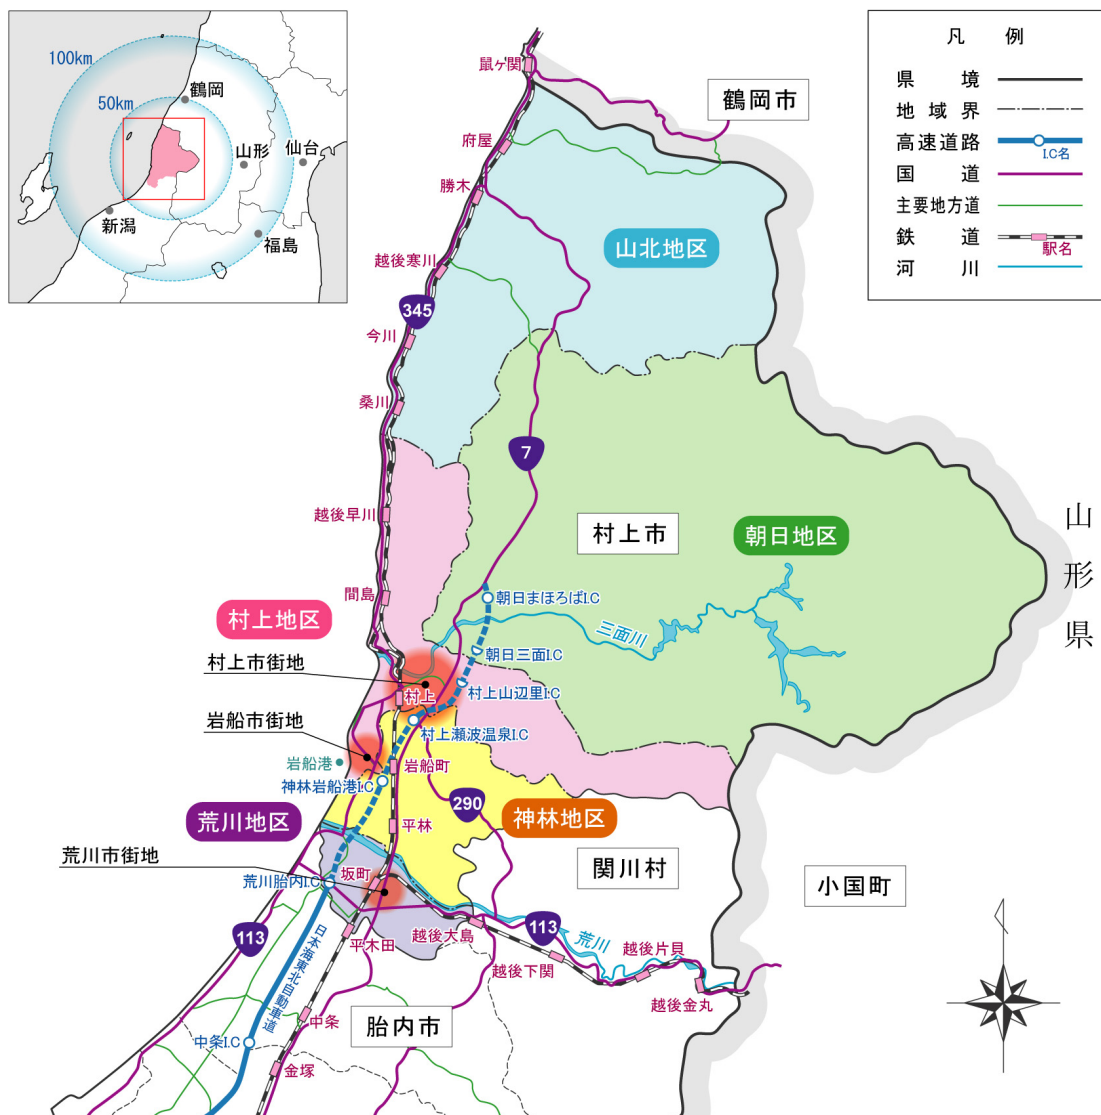 100km
50km
鶴岡
山形
仙台
新潟
福島
凡 例
県境
地域界
高速道路
I.C名
国道
主要地方道
鉄道
駅名
河川
鼠ヶ関
鶴岡市
府屋
勝木
山北地区
越後寒川
345
今川
桑川
7
越後早川
村上市
朝日地区
山形県
間島
朝日まほろばI.C
村上地区
三面川
朝日三面I.C
村上市街地
村上
村上山辺里I.C
岩船市街地
村上瀬波温泉I.C
岩船港
岩船町
神林岩船港I.C
290
荒川地区
平林
神林地区
荒川市街地
関川村
坂町
荒川胎内I.C
小国町
113
日本海東北自動車道
平木田
越後大島
113
荒川
越後下関
越後片貝
越後金丸
中条
胎内市
中条I.C
金塚